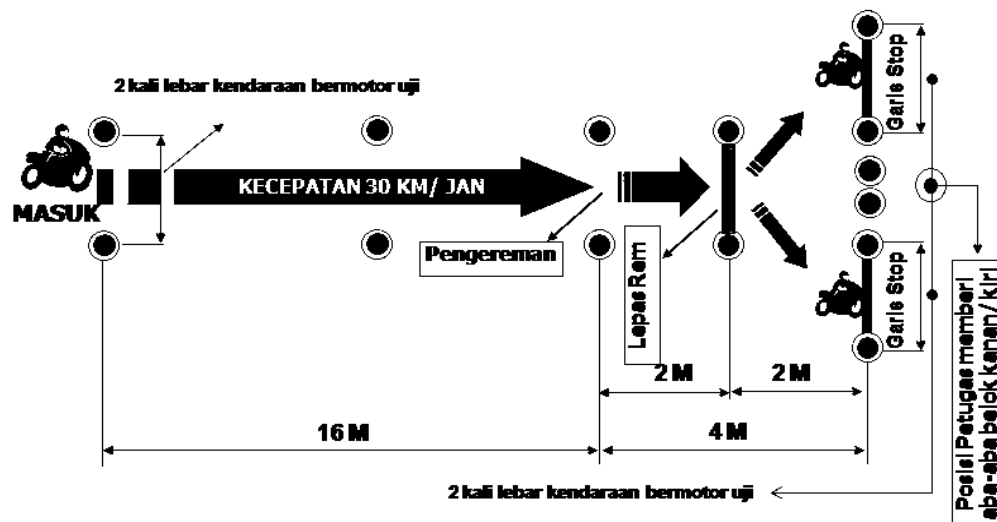 2 kali lebar kendaraan bermotor uji
MASUK
KECEPATAN 30 KM/ JAN
Pengereman
Lepas Rem
Garis Stop
Garis Stop
2 M
2 M
16 M
4 M
2 kali lebar kendaraan bermotor uji
Posisi Petugas memberi
aba-aba belok kanan/ kiri